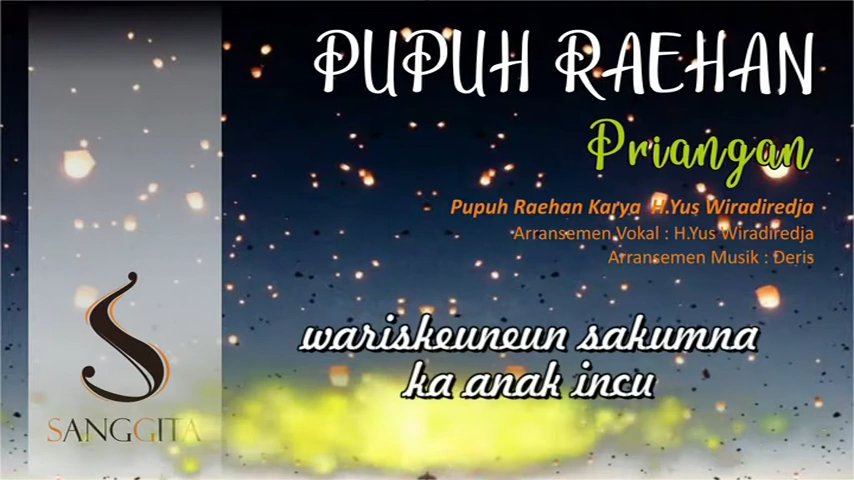 PUPUH RAEHAN
Priangan
Pupuh Raehan Karya H.Yus Wiradiredja
Arransemen Vokal : H.Yus Wiradiredja
Arransemen Musik : Deris
wariskeuneun sakumna
ka anak incu
SANGGITA